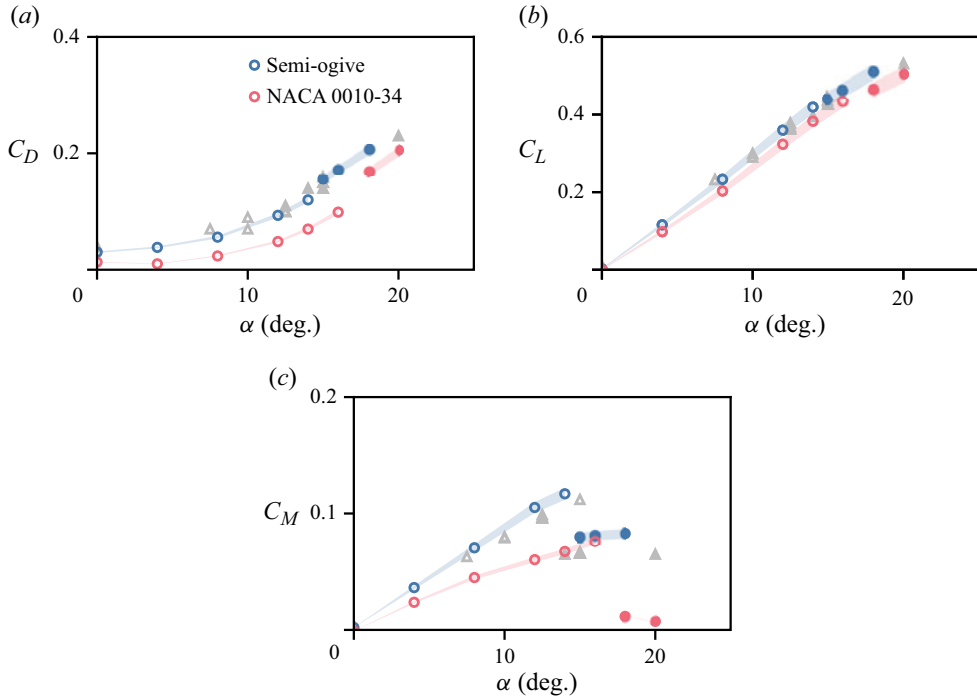 (a)
0.4
Semi-ogive
NACA 0010-34
C_D
0.2
0
10
20
α (deg.)
(b)
0.6
0.4
C_L
0.2
0
10
20
α (deg.)
(c)
0.2
C_M
0.1
0
10
20
α (deg.)